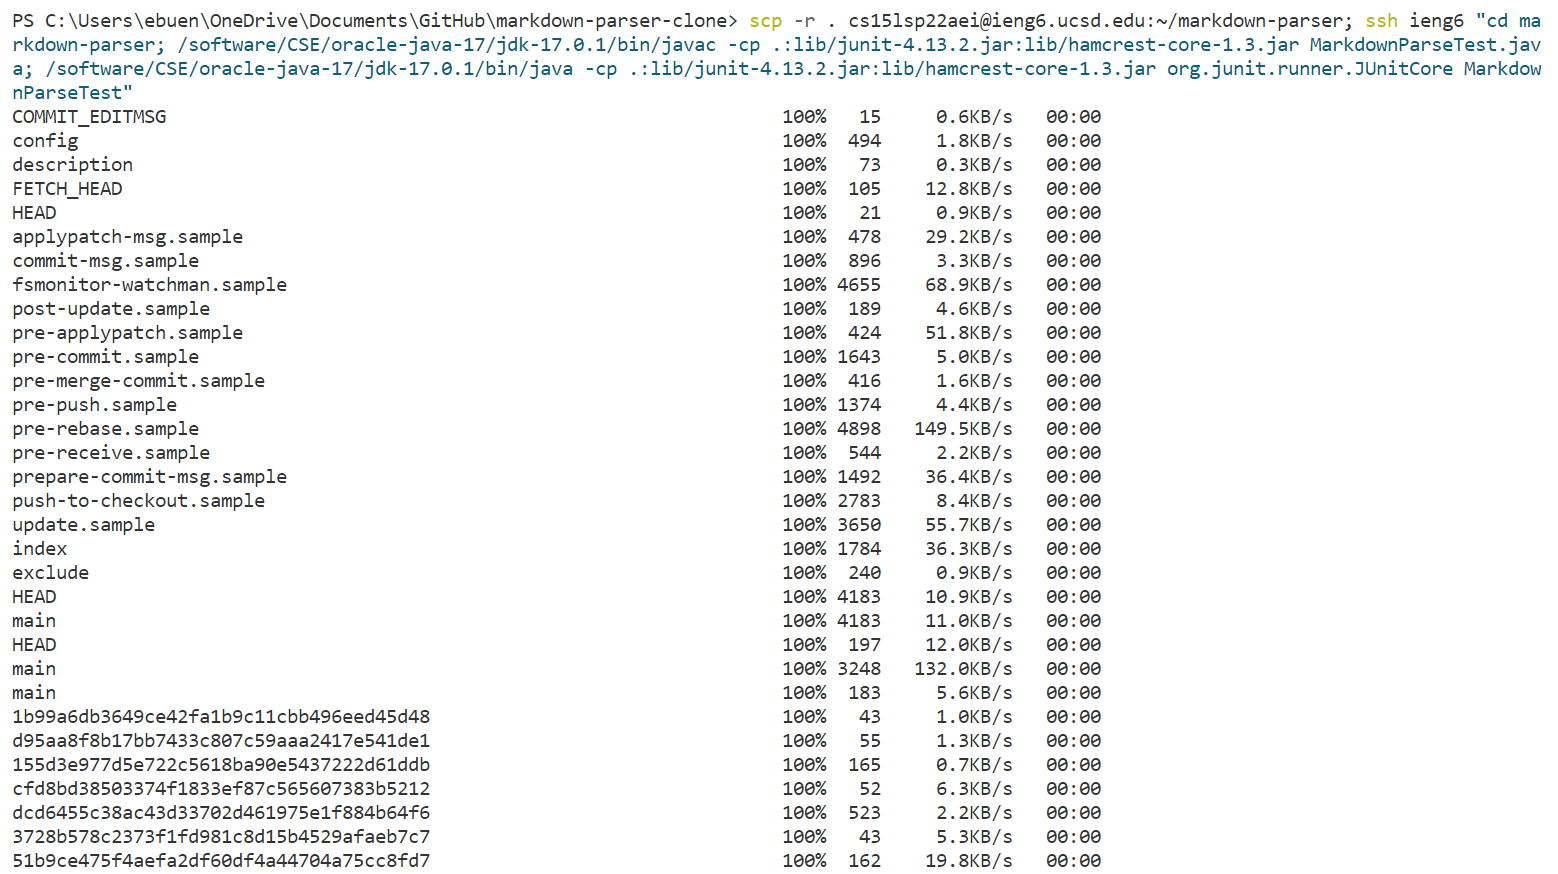 PS C:\Users\ebuen\OneDrive\Documents\GitHub\markdown-parser-clone> scp -r . cs15lsp22aei@ieng6.ucsd.edu:~/markdown-parser; ssh ieng6 "cd ma
rkdown-parser; /software/CSE/oracle-java-17/jdk-17.0.1/bin/javac -cp .:lib/junit-4.13.2.jar:lib/hamcrest-core-1.3.jar MarkdownParseTest.jav
a; /software/CSE/oracle-java-17/jdk-17.0.1/bin/java -cp .:lib/junit-4.13.2.jar:lib/hamcrest-core-1.3.jar org.junit.runner.JUnitCore Markdow
nParseTest"
COMMIT_EDITMSG 100% 15 0.6KB/s 00:00
config 100% 494 1.8KB/s 00:00
description 100% 73 0.3KB/s 00:00
FETCH_HEAD 100% 105 12.8KB/s 00:00
HEAD 100% 21 0.9KB/s 00:00
applypatch-msg.sample 100% 478 29.2KB/s 00:00
commit-msg.sample 100% 896 3.3KB/s 00:00
fsmonitor-watchman.sample 100% 4655 68.9KB/s 00:00
post-update.sample 100% 189 4.6KB/s 00:00
pre-applypatch.sample 100% 424 51.8KB/s 00:00
pre-commit.sample 100% 1643 5.0KB/s 00:00
pre-merge-commit.sample 100% 416 1.6KB/s 00:00
pre-push.sample 100% 1374 4.4KB/s 00:00
pre-rebase.sample 100% 4898 149.5KB/s 00:00
pre-receive.sample 100% 544 2.2KB/s 00:00
prepare-commit-msg.sample 100% 1492 36.4KB/s 00:00
push-to-checkout.sample 100% 2783 8.4KB/s 00:00
update.sample 100% 3650 55.7KB/s 00:00
index 100% 1784 36.3KB/s 00:00
exclude 100% 240 0.9KB/s 00:00
HEAD 100% 4183 10.9KB/s 00:00
main 100% 4183 11.0KB/s 00:00
HEAD 100% 197 12.0KB/s 00:00
main 100% 3248 132.0KB/s 00:00
main 100% 183 5.6KB/s 00:00
1b99a6db3649ce42fa1b9c11cbb496eed45d48 100% 43 1.0KB/s 00:00
d95aa8f8b17bb7433c807c59aaa2417e541de1 100% 55 1.3KB/s 00:00
155d3e977d5e722c5618ba90e5437222d61ddb 100% 165 0.7KB/s 00:00
cfd8bd38503374f1833ef87c565607383b5212 100% 52 6.3KB/s 00:00
dcd6455c38ac43d33702d461975e1f884b64f6 100% 523 2.2KB/s 00:00
3728b578c2373f1fd981c8d15b4529afaeb7c7 100% 43 5.3KB/s 00:00
51b9ce475f4aefa2df60df4a44704a75cc8fd7 100% 162 19.8KB/s 00:00